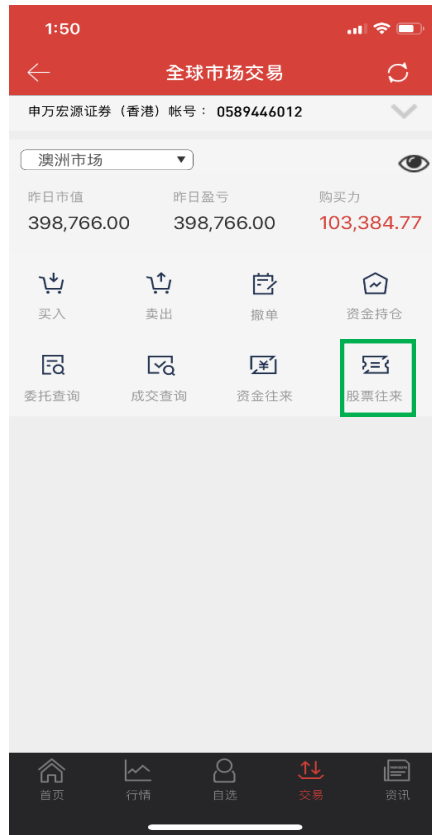 1:50
全球市场交易
申万宏源证券（香港）帐号： 0589446012
澳洲市场
昨日市值 昨日盈亏 购买力
398,766.00 398,766.00 103,384.77
买入 卖出 撤单 资金持仓
委托查询 成交查询 资金往来 股票往来
首页 行情 自选 交易 资讯